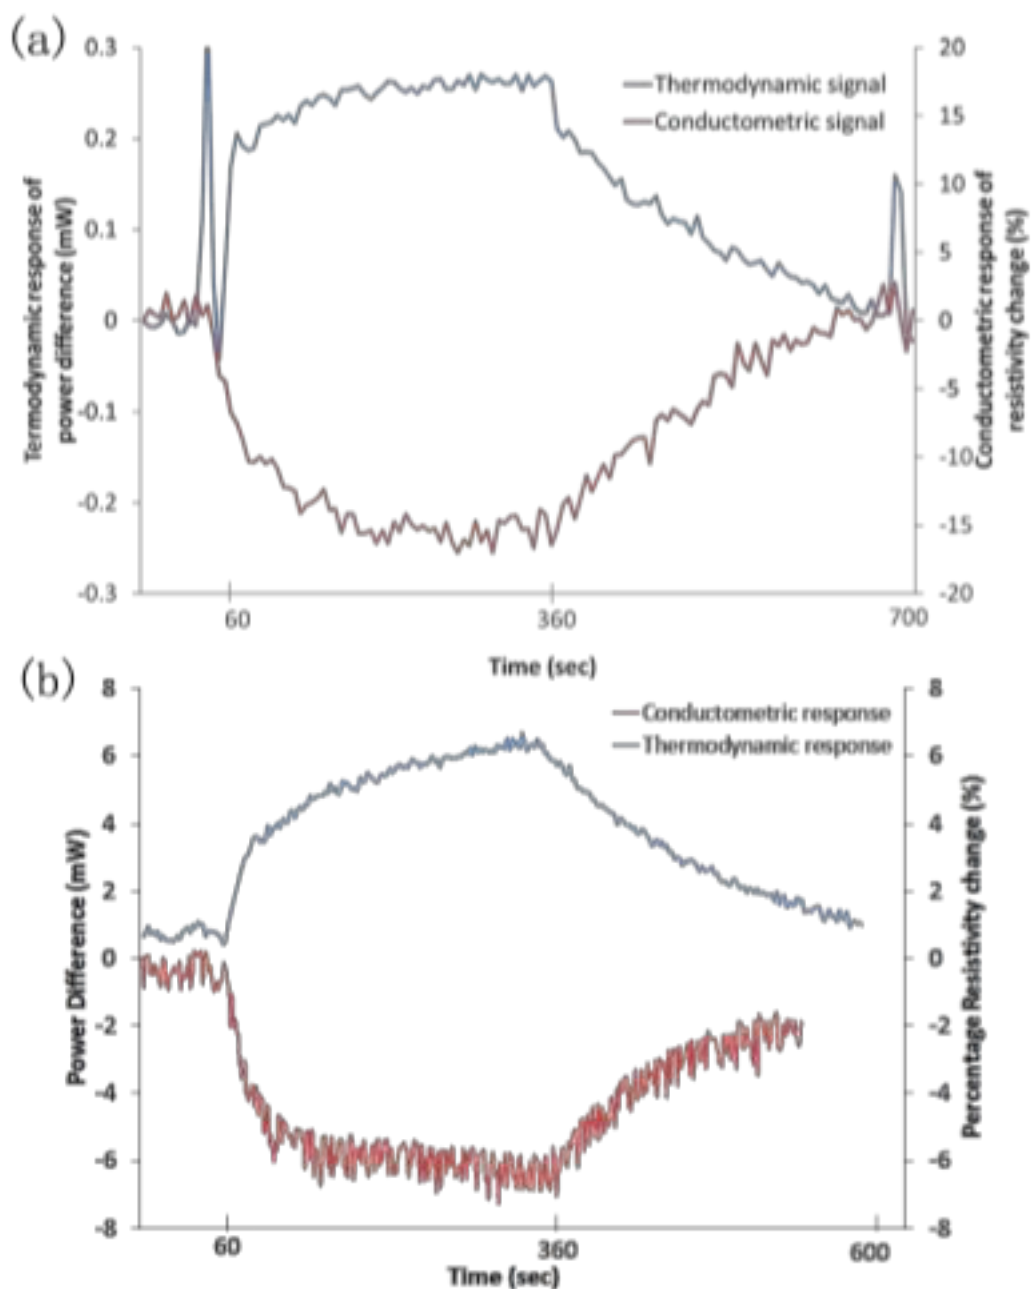 (a)
0.3
0.2
0.1
0
-0.1
-0.2
-0.3
Termodynamic response of
power difference (mW)
Thermodynamic signal
Conductometric signal
20
15
10
5
0
-5
-10
-15
-20
Conductometric response of
resistivity change (%)
60
360
700
Time (sec)
(b)
8
6
4
2
0
-2
-4
-6
-8
Power Difference (mW)
Conductometric response
Thermodynamic response
8
6
4
2
0
-2
-4
-6
-8
Percentage Resistivity change (%)
60
360
600
Time (sec)